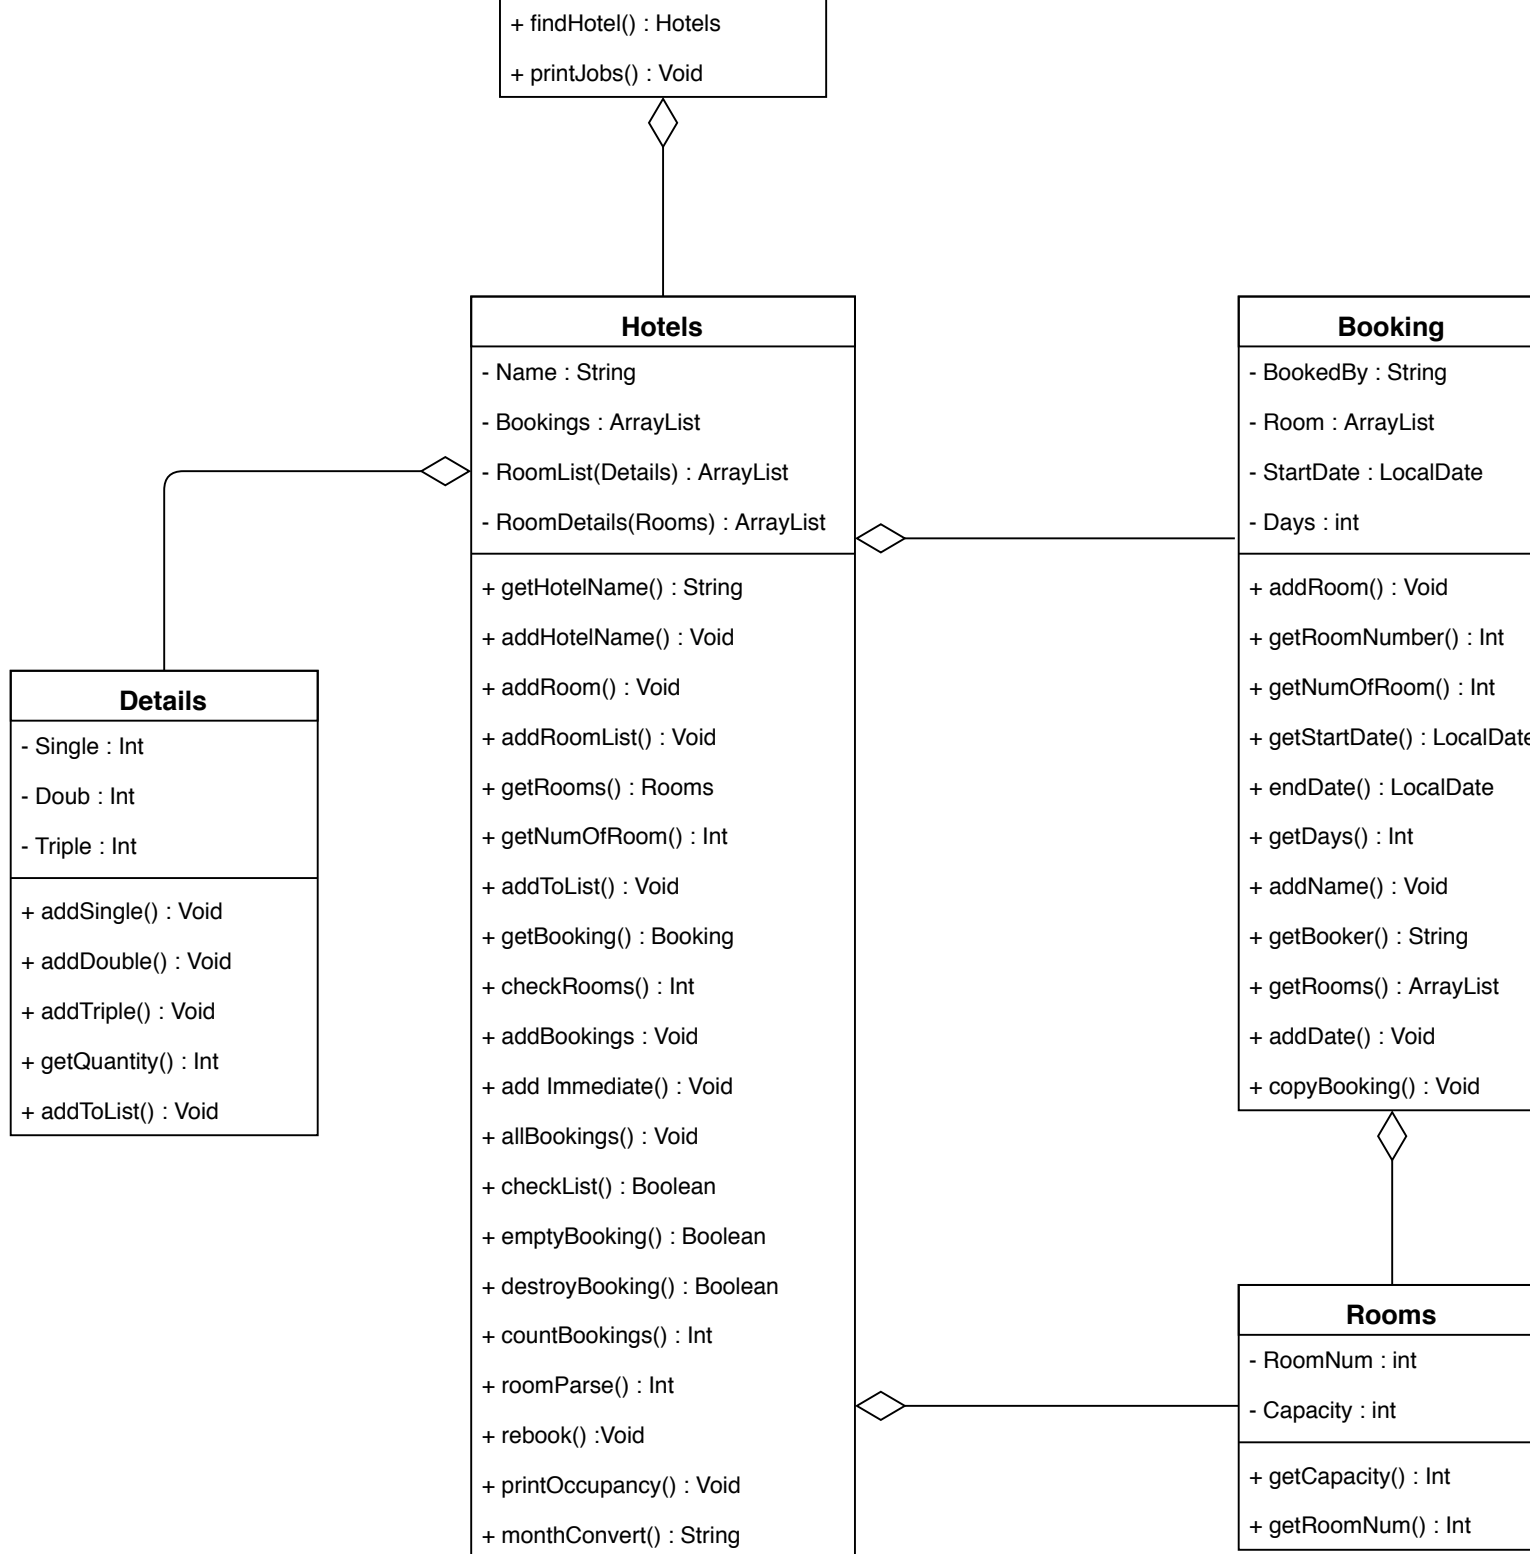 + findHotel() : Hotels
+ printJobs() : Void
Hotels
- Name : String
- Bookings : ArrayList
- RoomList(Details) : ArrayList
- RoomDetails(Rooms) : ArrayList
+ getHotelName() : String
+ addHotelName() : Void
+ addRoom() : Void
+ addRoomList() : Void
+ getRooms() : Rooms
+ getNumOfRoom() : Int
+ addToList() : Void
+ getBooking() : Booking
+ checkRooms() : Int
+ addBookings : Void
+ add Immediate() : Void
+ allBookings() : Void
+ checkList() : Boolean
+ emptyBooking() : Boolean
+ destroyBooking() : Boolean
+ countBookings() : Int
+ roomParse() : Int
+ rebook() :Void
+ printOccupancy() : Void
+ monthConvert() : String
Booking
- BookedBy : String
- Room : ArrayList
- StartDate : LocalDate
- Days : int
+ addRoom() : Void
+ getRoomNumber() : Int
+ getNumOfRoom() : Int
+ getStartDate() : LocalDate
+ endDate() : LocalDate
+ getDays() : Int
+ addName() : Void
+ getBooker() : String
+ getRooms() : ArrayList
+ addDate() : Void
+ copyBooking() : Void
Details
- Single : Int
- Doub : Int
- Triple : Int
+ addSingle() : Void
+ addDouble() : Void
+ addTriple() : Void
+ getQuantity() : Int
+ addToList() : Void
Rooms
- RoomNum : int
- Capacity : int
+ getCapacity() : Int
+ getRoomNum() : Int